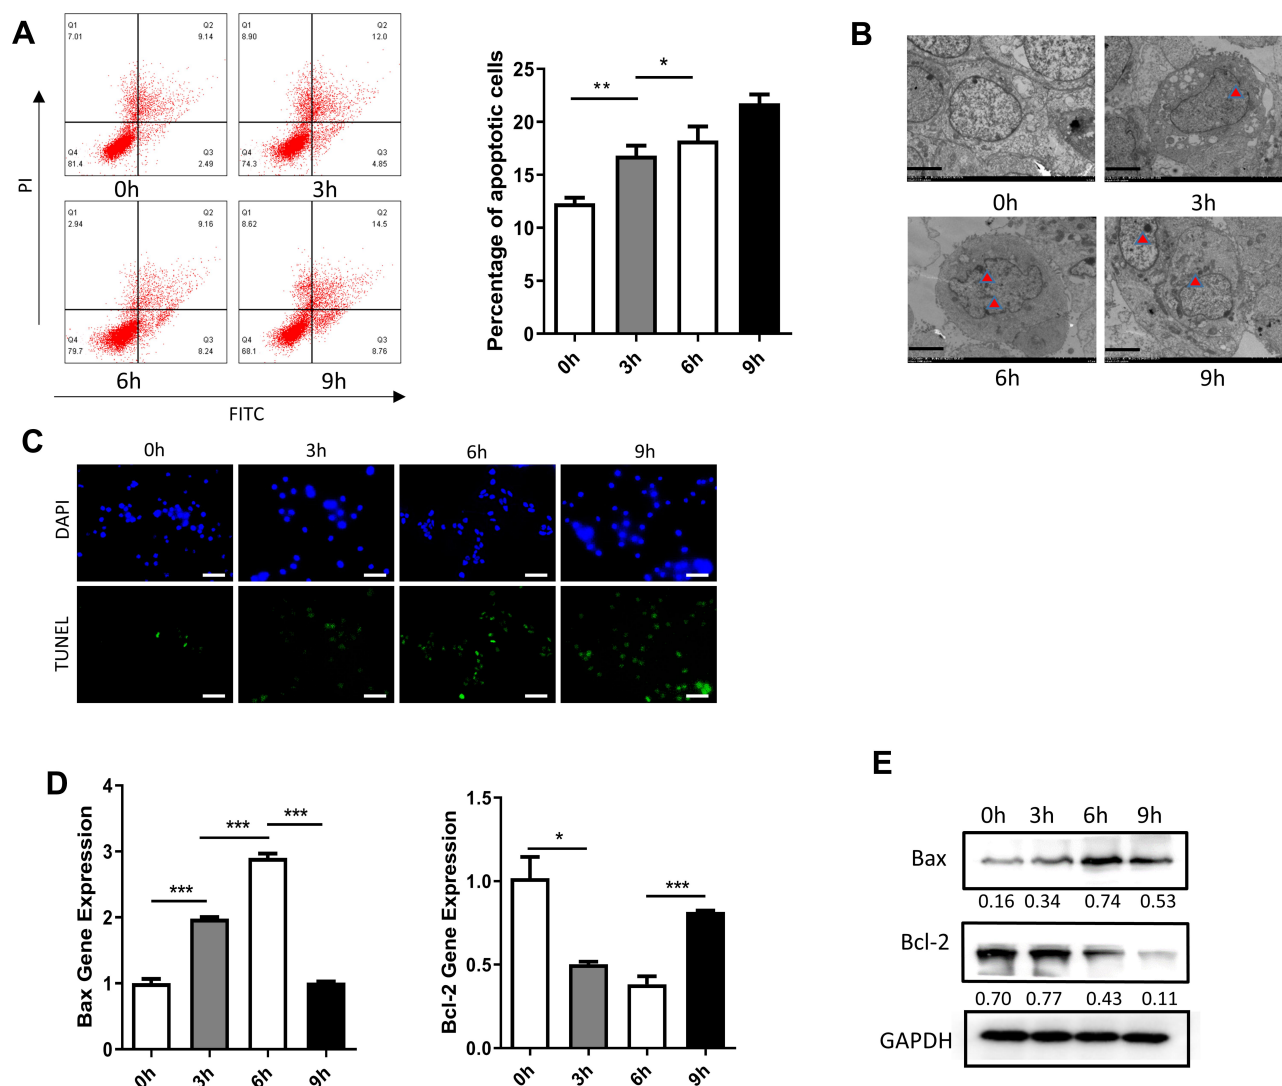 A
Q1
7.01
Q2
9.14
Q4
81.4
Q3
2.49
0h
Q1
8.90
Q2
12.0
Q4
74.3
Q3
4.85
3h
Q1
2.94
Q2
9.16
Q4
79.7
Q3
8.24
6h
Q1
8.62
Q2
14.5
Q4
68.1
Q3
8.76
9h
PI
FITC
Percentage of apoptotic cells
25
20
15
10
5
0
**
*
0h
3h
6h
9h
B
0h
3h
6h
9h
C
0h
3h
6h
9h
DAPI
TUNEL
D
Bax Gene Expression
4
3
2
1
0
***
***
***
0h
3h
6h
9h
Bcl-2 Gene Expression
1.5
1.0
0.5
0.0
*
***
0h
3h
6h
9h
E
0h 3h 6h 9h
Bax
0.16 0.34 0.74 0.53
Bcl-2
0.70 0.77 0.43 0.11
GAPDH